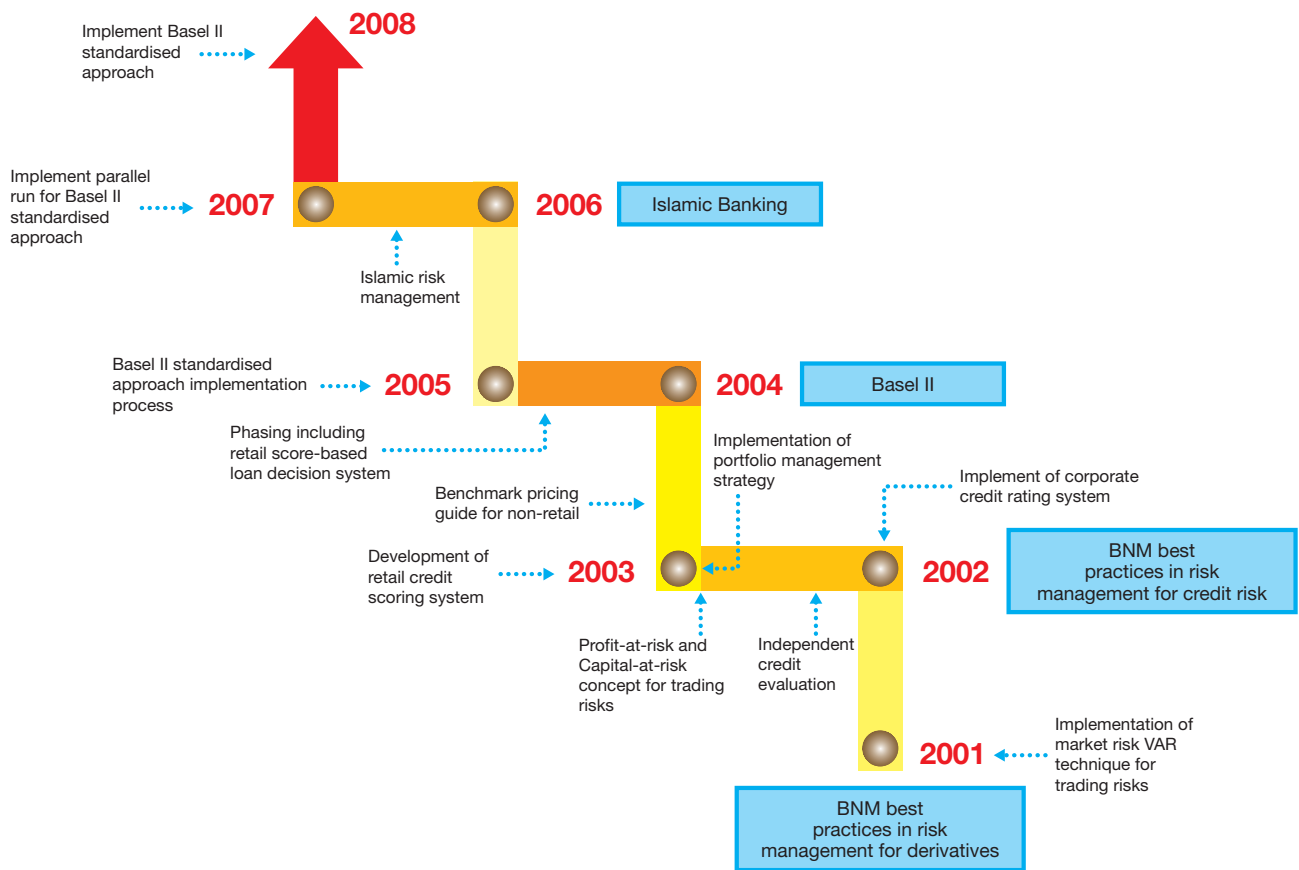 Implement Basel II
standardised
approach
2008
Implement parallel
run for Basel II
standardised
approach
2007
2006
Islamic Banking
Islamic risk
management
Basel II standardised
approach implementation
process
2005
2004
Basel II
Phasing including
retail score-based
loan decision system
Implementation of
portfolio management
strategy
Benchmark pricing
guide for non-retail
Implement of corporate
credit rating system
Development of
retail credit
scoring system
2003
2002
BNM best
practices in risk
management for credit risk
Profit-at-risk and
Capital-at-risk
concept for trading
risks
Independent
credit
evaluation
2001
Implementation of
market risk VAR
technique for
trading risks
BNM best
practices in risk
management for derivatives